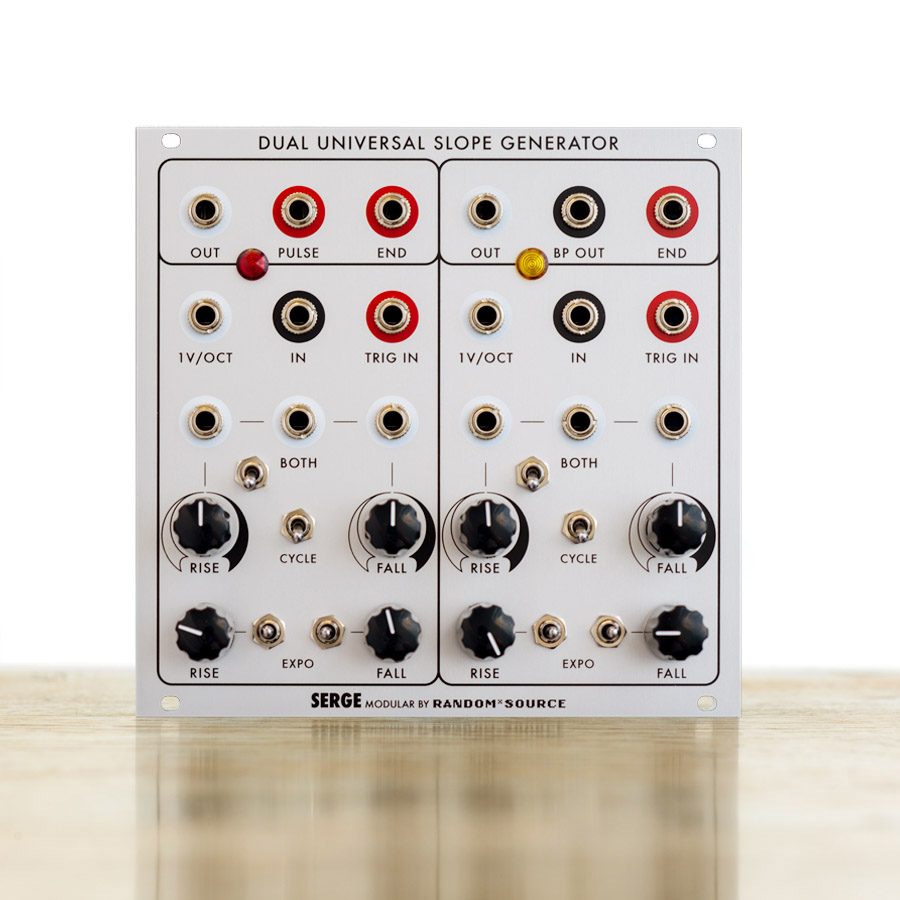 DUAL UNIVERSAL SLOPE GENERATOR
OUT PULSE END OUT BP OUT END
1V/OCT IN TRIG IN 1V/OCT IN TRIG IN
BOTH BOTH
CYCLE CYCLE
RISE FALL RISE FALL
EXPO EXPO
RISE FALL RISE FALL
SERGE MODULAR BY RANDOM*SOURCE